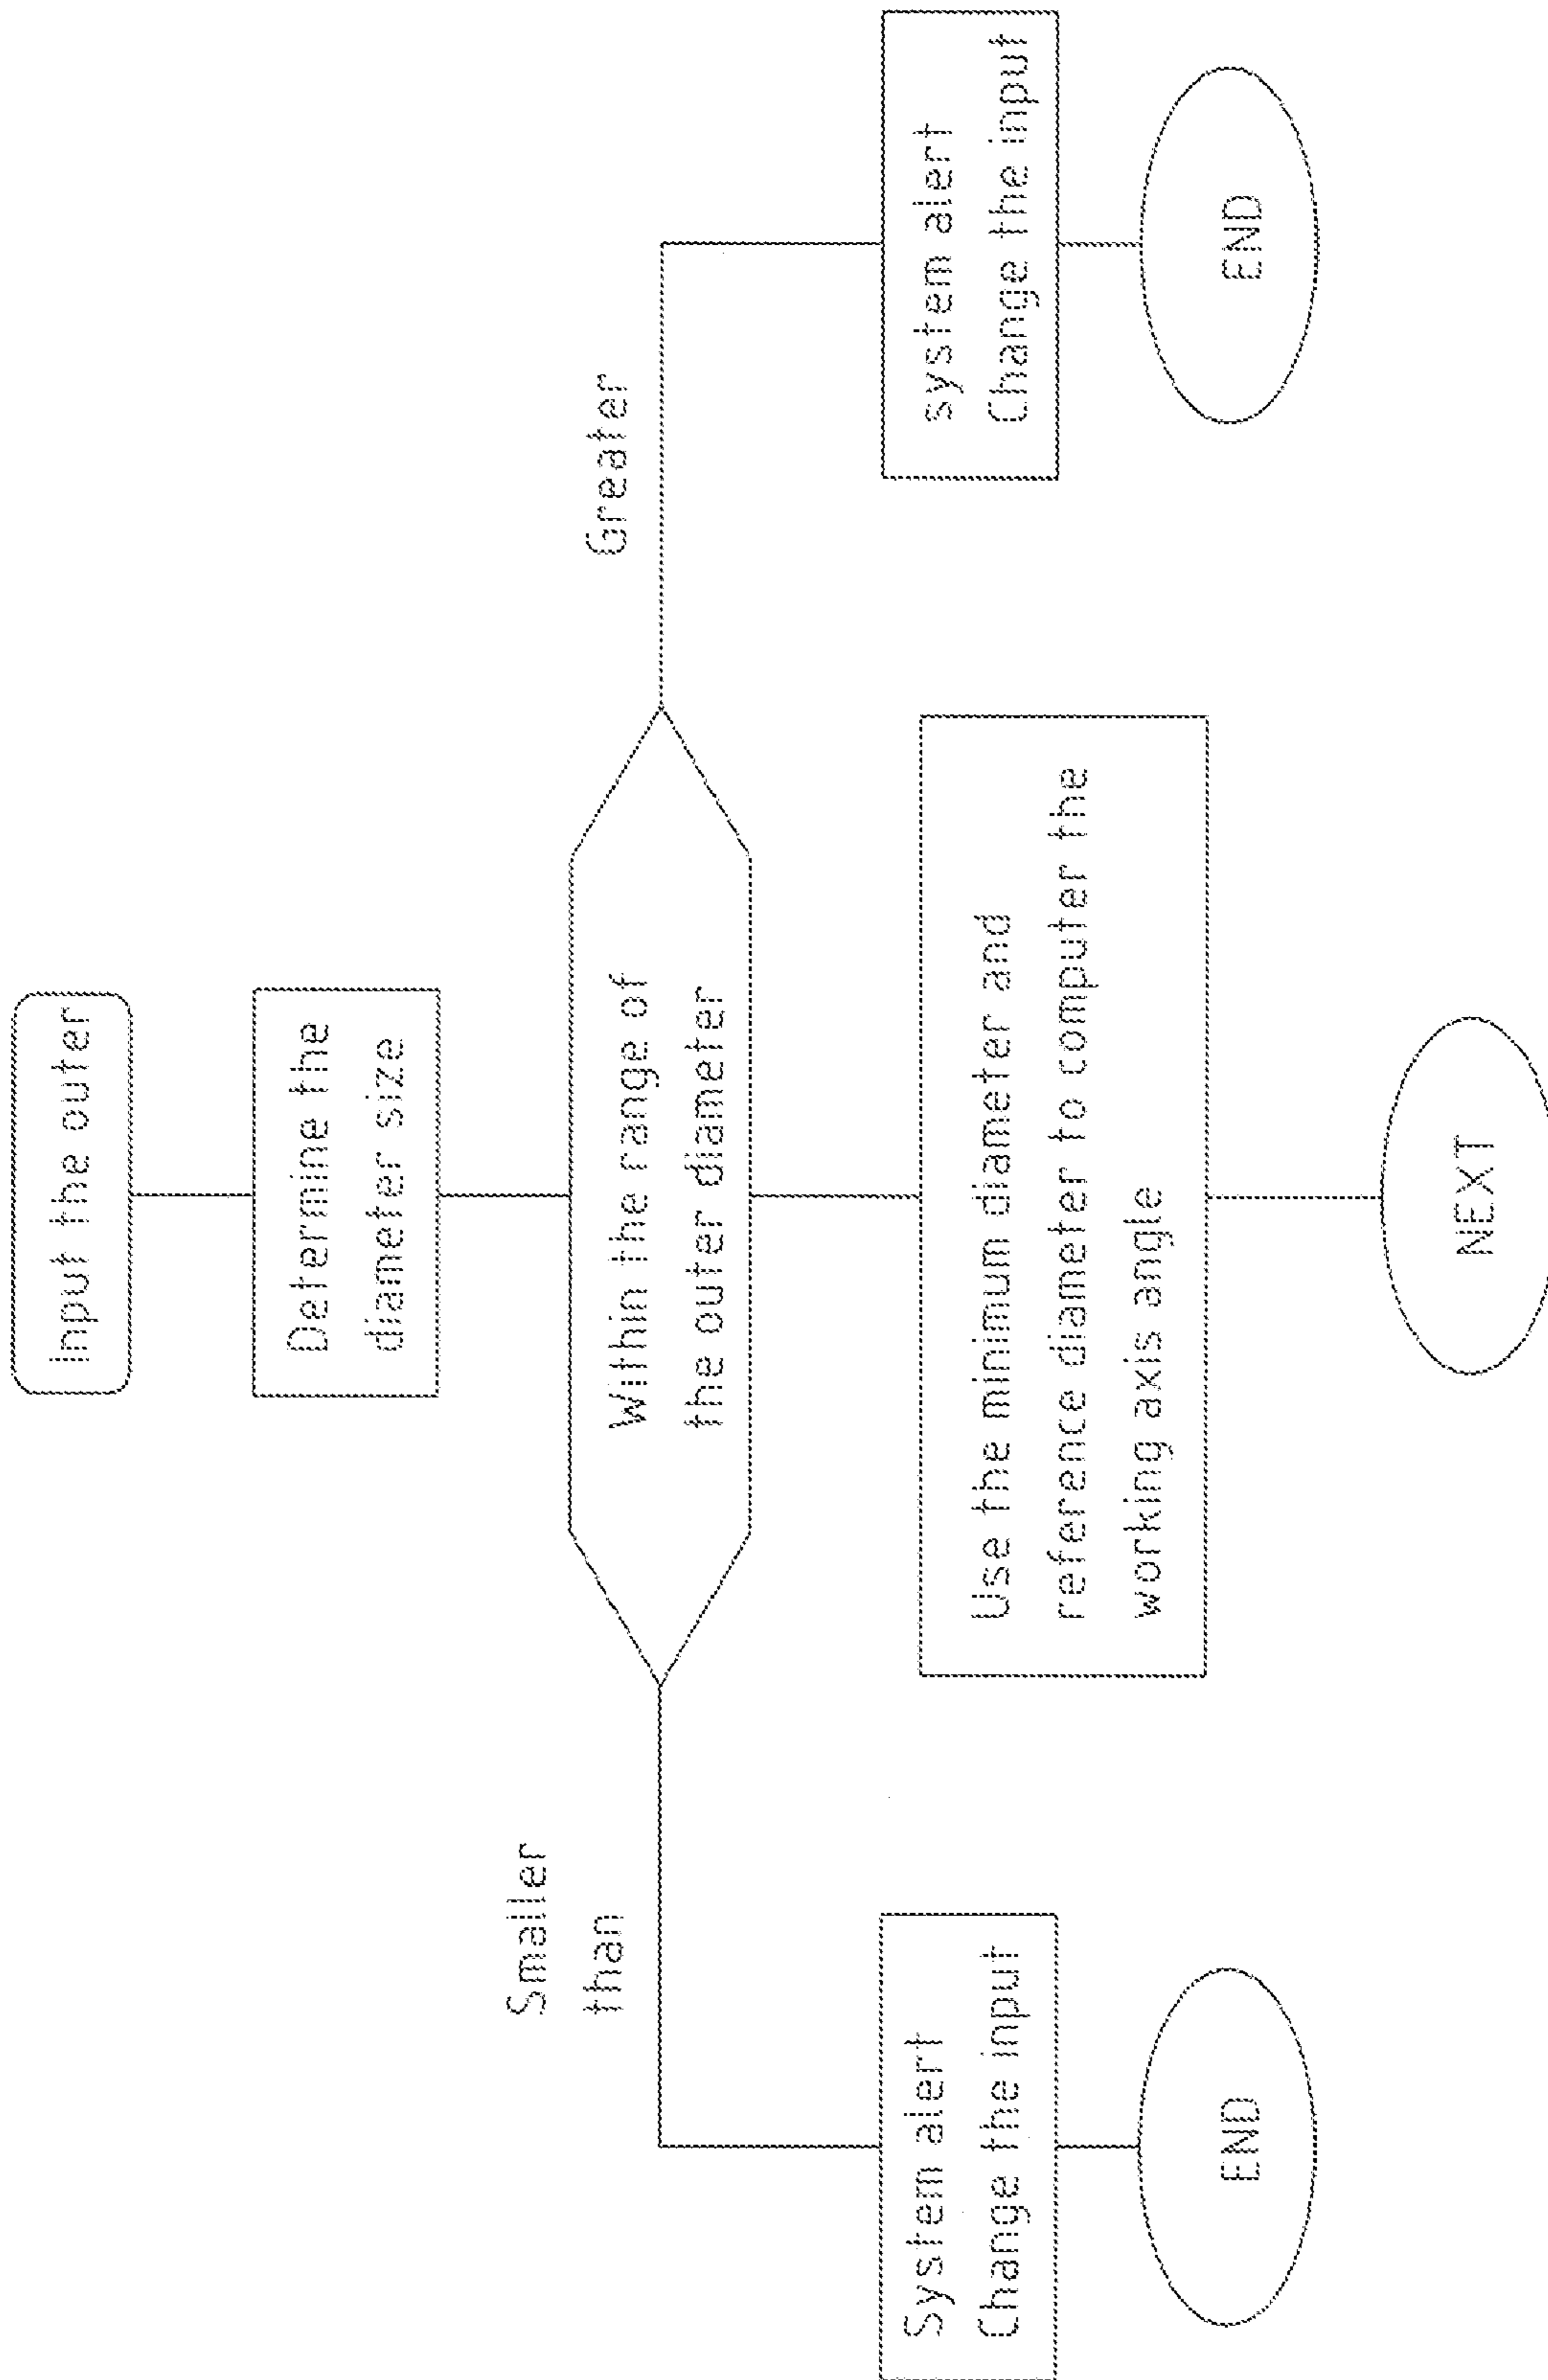 Input the outer
Determine the
diameter size
Within the range of
the outer diameter
Smaller
than
Greater
System alert
Change the input
END
Use the minimum diameter and
reference diameter to computer the
working axis angle
NEXT
system alert
Change the input
END